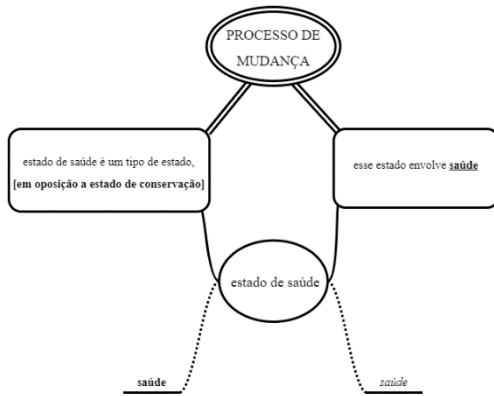 PROCESSO DE
MUDANÇA
estado de saúde é um tipo de estado,
[em oposição a estado de conservação]
esse estado envolve saúde
estado de saúde
saúde
saúde